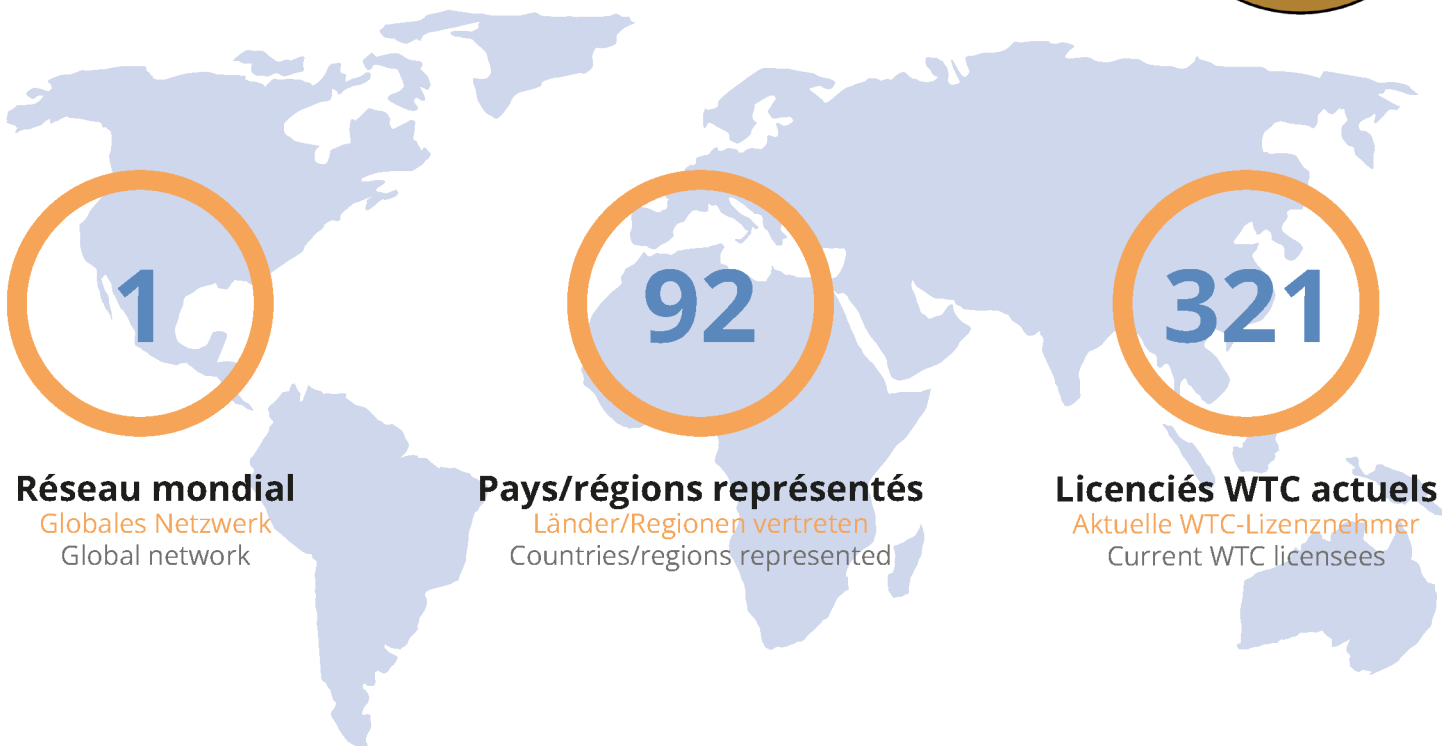 1
Réseau mondial
Globales Netzwerk
Global network
92
Pays/régions représentés
Länder/Regionen vertreten
Countries/regions represented
321
Licenciés WTC actuels
Aktuelle WTC-Lizenznehmer
Current WTC licensees